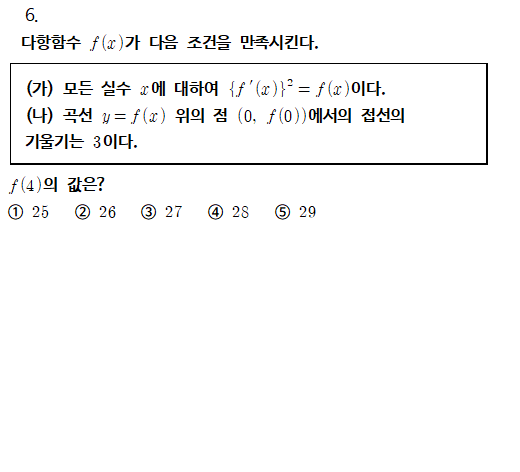 6.
다항함수 f(x)가 다음 조건을 만족시킨다.
(가) 모든 실수 x에 대하여 {f′(x)}² = f(x)이다.
(나) 곡선 y = f(x) 위의 점 (0, f(0))에서의 접선의
기울기는 3이다.
f(4)의 값은?
① 25 ② 26 ③ 27 ④ 28 ⑤ 29